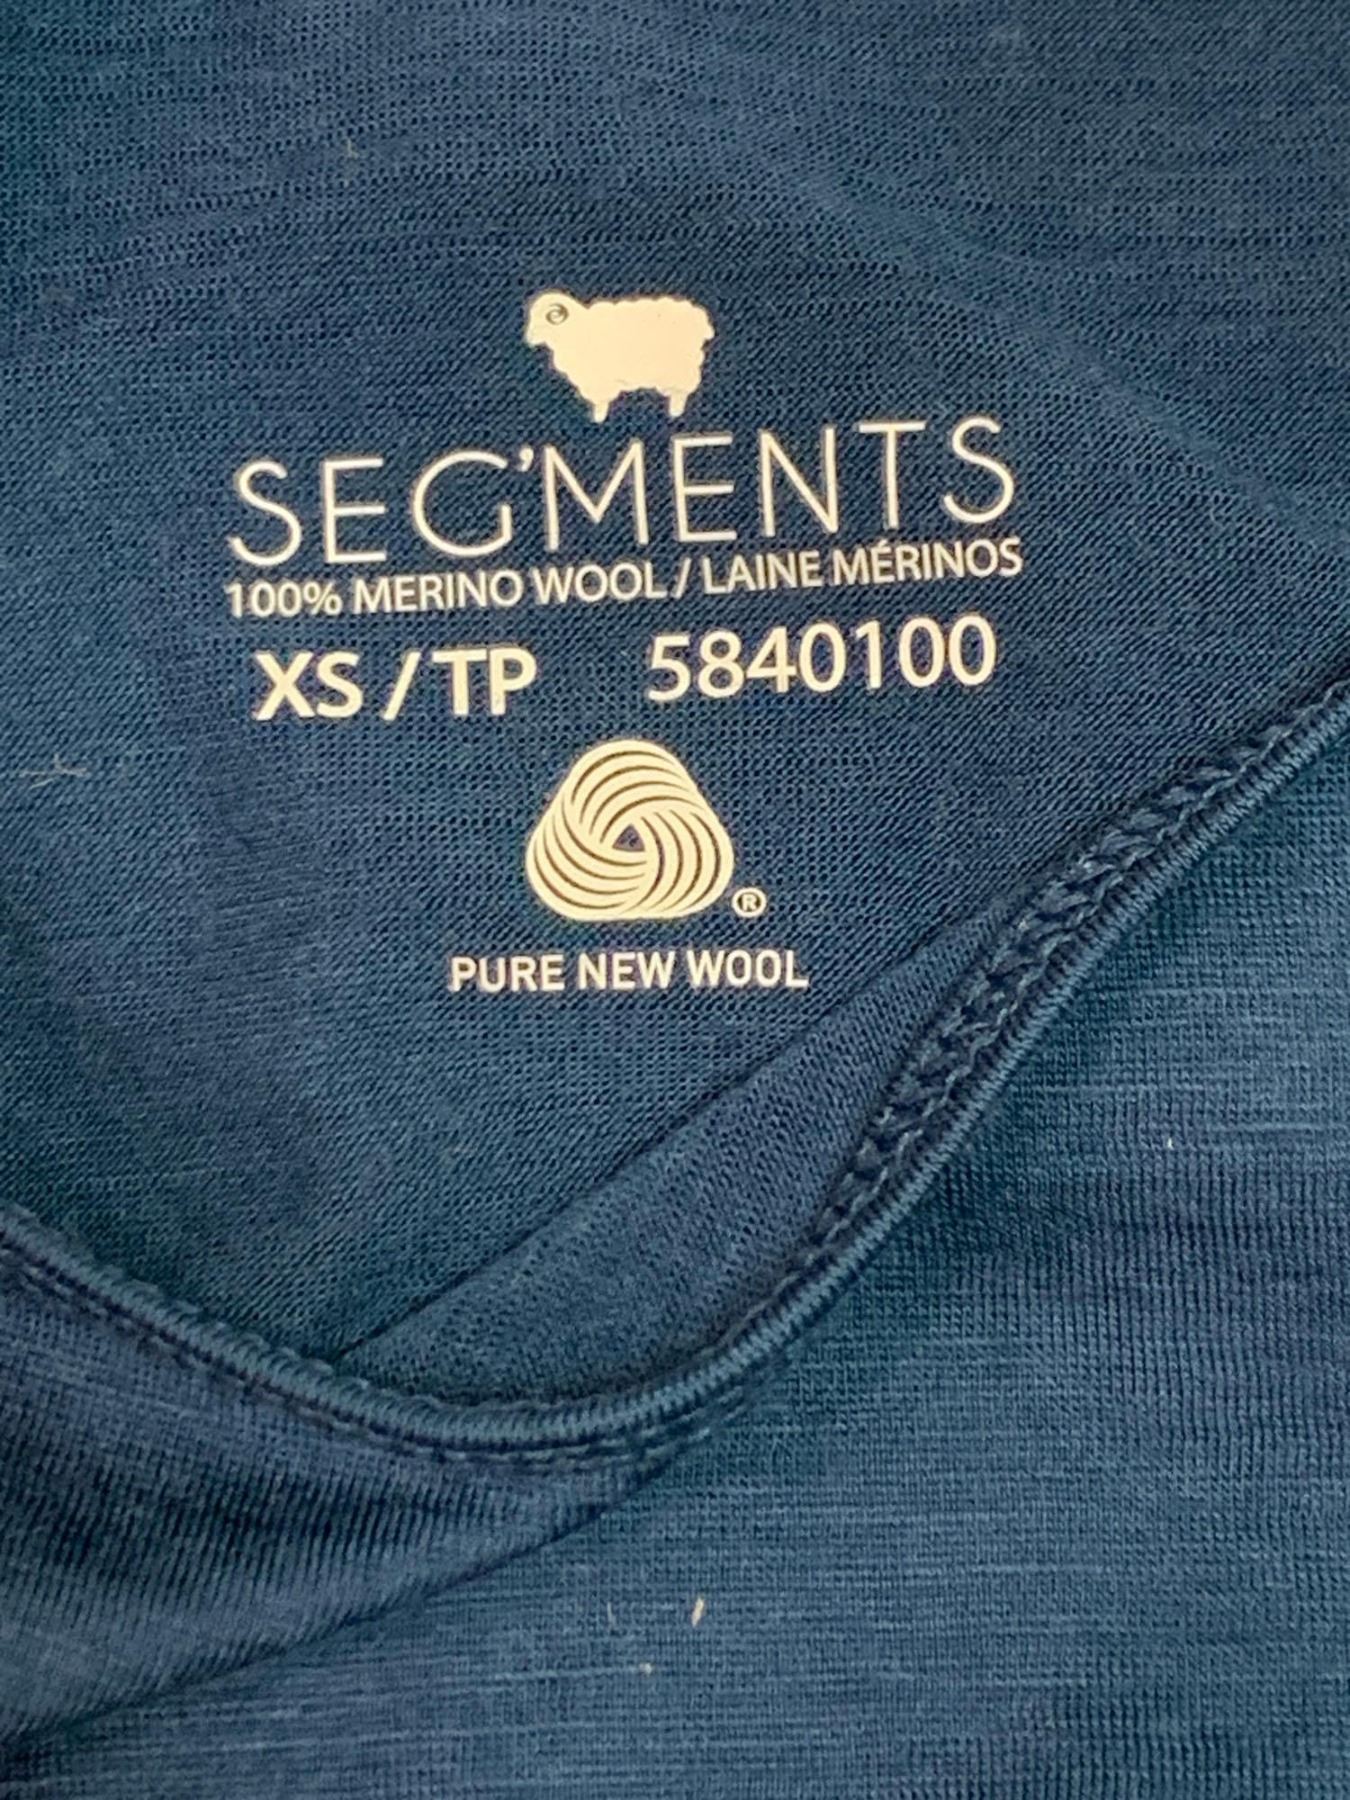 SEG'MENTS
100% MERINO WOOL / LAINE MÉRINOS
XS / TP 5840100
®
PURE NEW WOOL